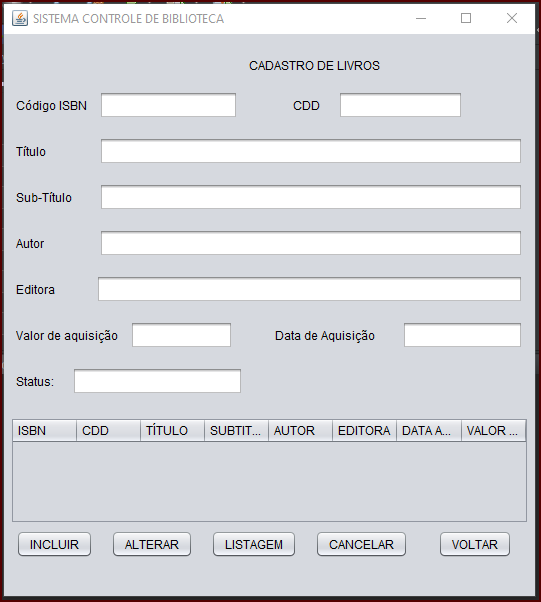 SISTEMA CONTROLE DE BIBLIOTECA
CADASTRO DE LIVROS
Código ISBN CDD
Título
Sub-Título
Autor
Editora
Valor de aquisição Data de Aquisição
Status:
ISBN CDD TÍTULO SUBTIT... AUTOR EDITORA DATA A... VALOR ...
INCLUIR ALTERAR LISTAGEM CANCELAR VOLTAR